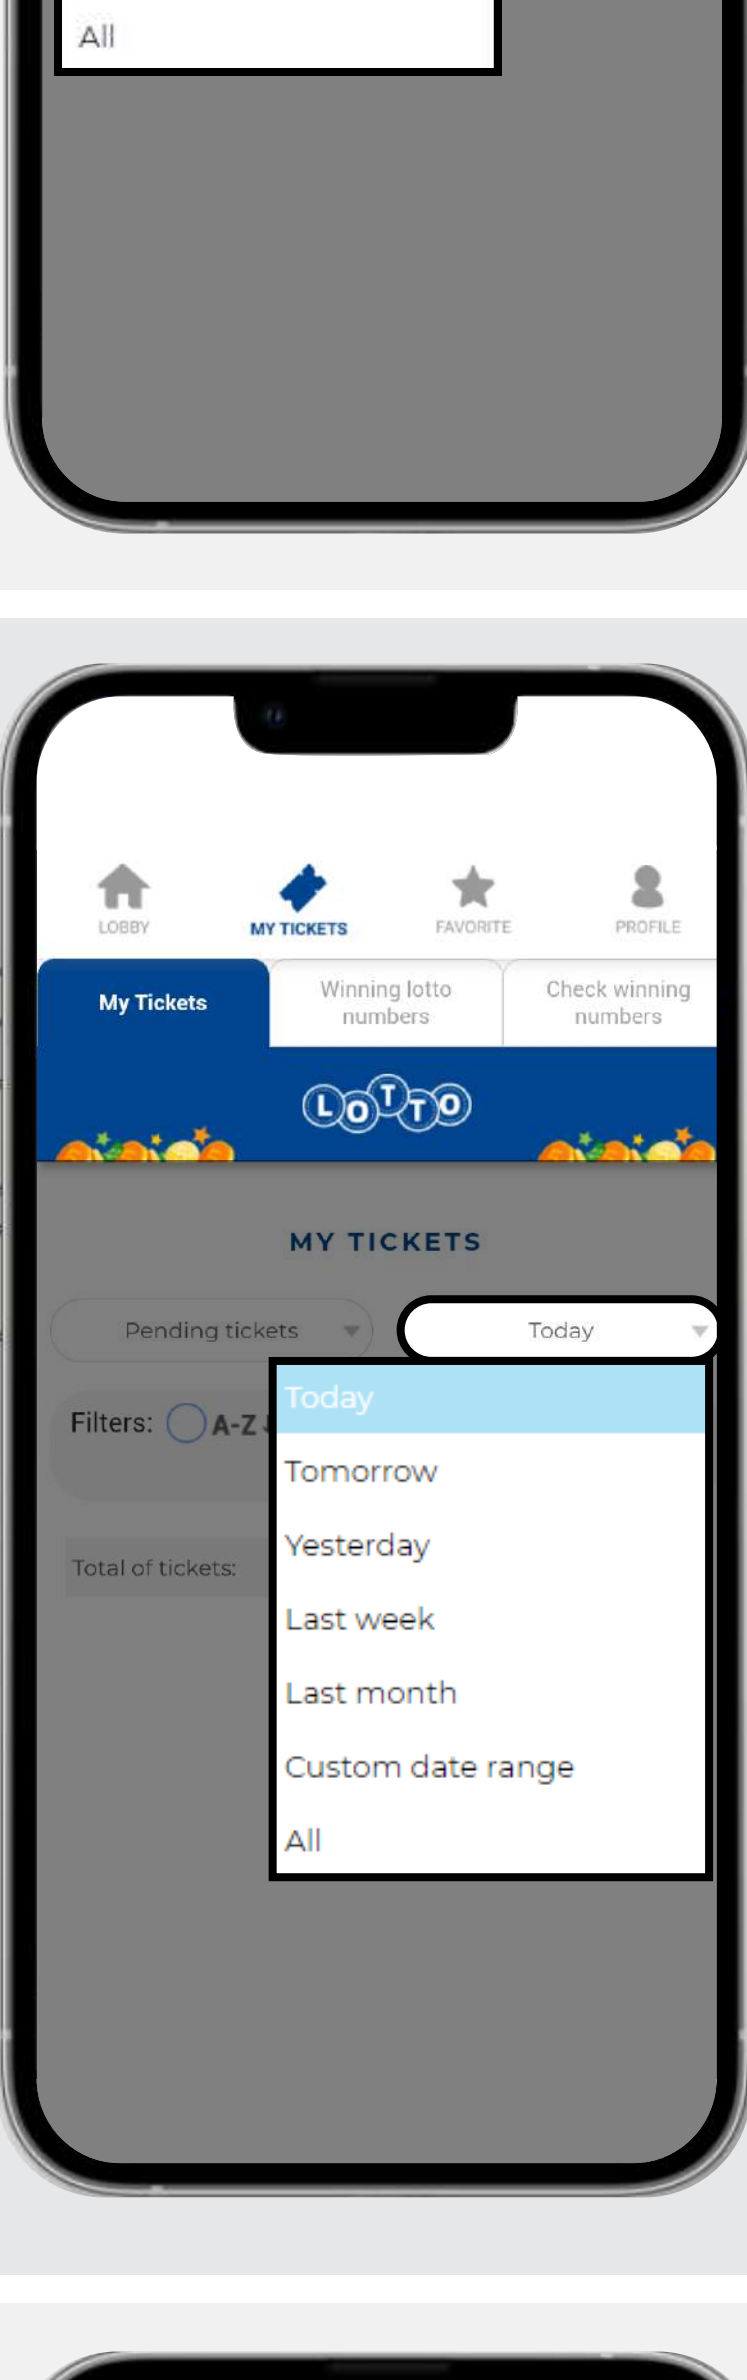 All
LOBBY
MY TICKETS
FAVORITE
PROFILE
My Tickets
Winning lotto
numbers
Check winning
numbers
LOTTO
MY TICKETS
Pending tickets
Today
Filters: A-Z
Today
Tomorrow
Yesterday
Total of tickets:
Last week
Last month
Custom date range
All